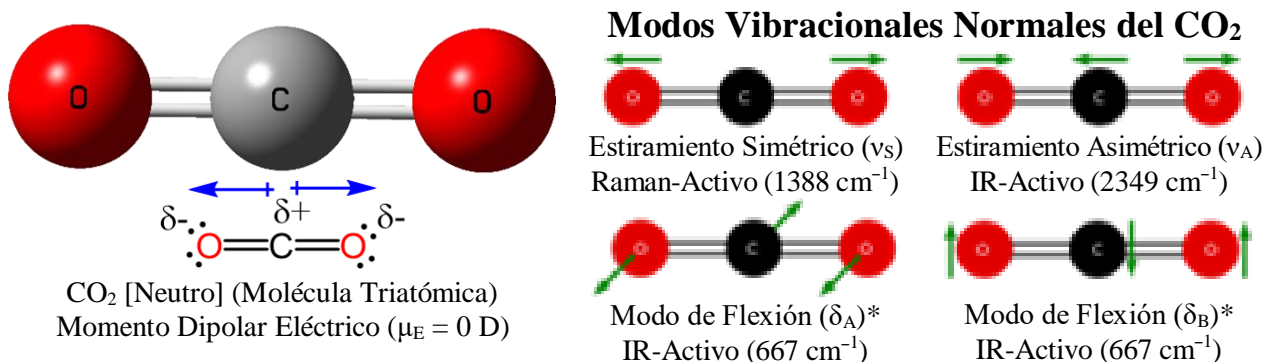 O C O
δ- δ+ δ-
O=C=O
CO₂ [Neutro] (Molécula Triatómica)
Momento Dipolar Eléctrico (μE = 0 D)
Modos Vibracionales Normales del CO₂
O C O
Estiramiento Simétrico (νS)
Raman-Activo (1388 cm⁻¹)
O C O
Estiramiento Asimétrico (νA)
IR-Activo (2349 cm⁻¹)
O C O
Modo de Flexión (δA)*
IR-Activo (667 cm⁻¹)
O C O
Modo de Flexión (δB)*
IR-Activo (667 cm⁻¹)